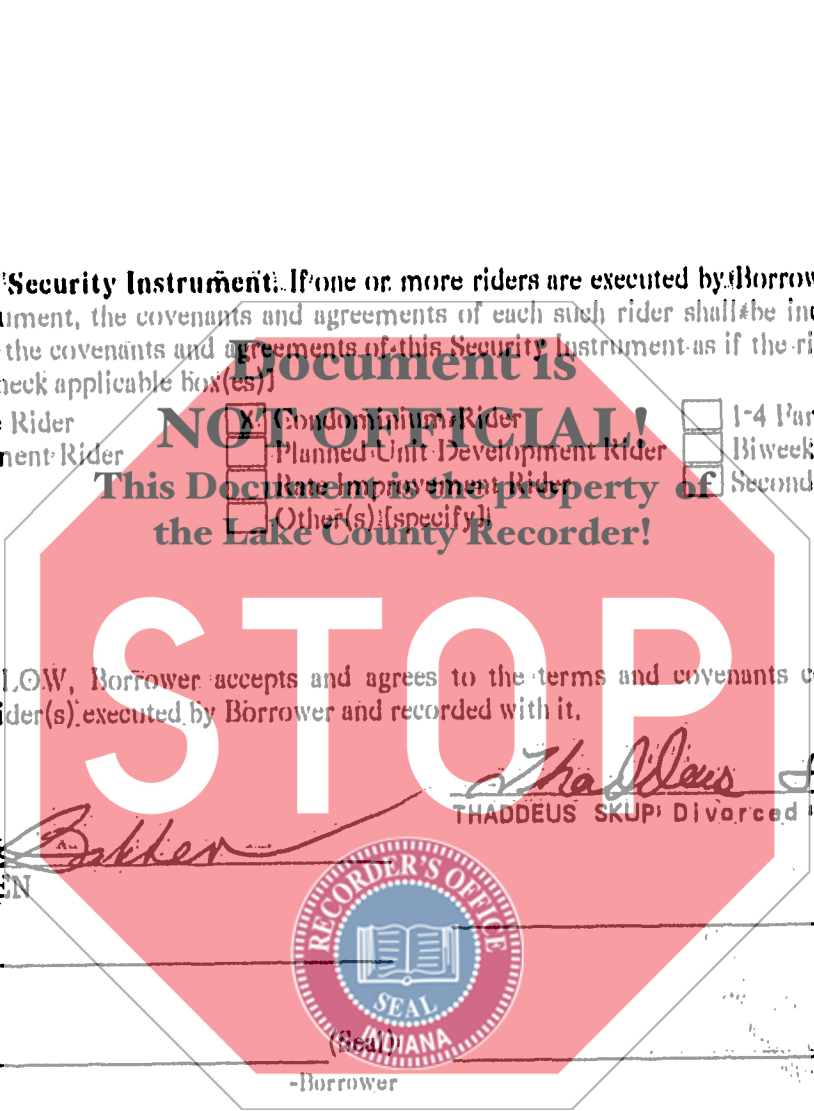 Security Instrument. If one or more riders are executed by Borrow
ument, the covenants and agreements of each such rider shall be in
the covenants and agreements of this Security Instrument as if the ri
heck applicable box(es)]
Rider
X Condominium Rider
1-4 Fam
ment Rider
Planned Unit Development Rider
Biweek
Rate Improvement Rider
Second
Other(s) [specify]
Document is
NOT OFFICIAL!
This Document is the property of
the Lake County Recorder!
STOP
LOW, Borrower accepts and agrees to the terms and covenants c
ider(s) executed by Borrower and recorded with it.
Thaddeus
THADDEUS SKUP Divorced
Bakker
EN
RECORDER'S OFFICE
SEAL
INDIANA
(Seal)
-Borrower